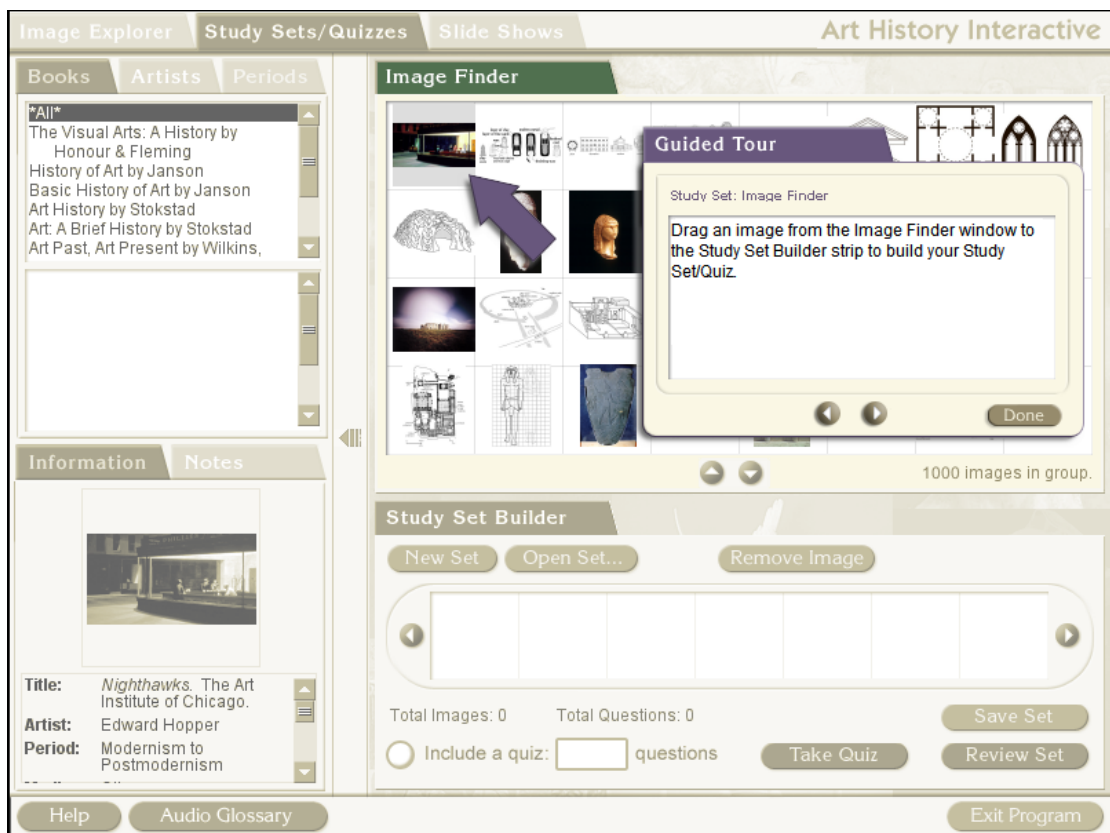 Image Explorer
Study Sets/Quizzes
Slide Shows
Art History Interactive
Books
Artists
Periods
*All*
The Visual Arts: A History by
Honour & Fleming
History of Art by Janson
Basic History of Art by Janson
Art History by Stokstad
Art: A Brief History by Stokstad
Art Past, Art Present by Wilkins,
Image Finder
Guided Tour
Study Set: Image Finder
Drag an image from the Image Finder window to
the Study Set Builder strip to build your Study
Set/Quiz.
Done
1000 images in group.
Information
Notes
Title: Nighthawks. The Art
Institute of Chicago.
Artist: Edward Hopper
Period: Modernism to
Postmodernism
Study Set Builder
New Set
Open Set...
Remove Image
Total Images: 0
Total Questions: 0
Save Set
Include a quiz: questions
Take Quiz
Review Set
Help
Audio Glossary
Exit Program